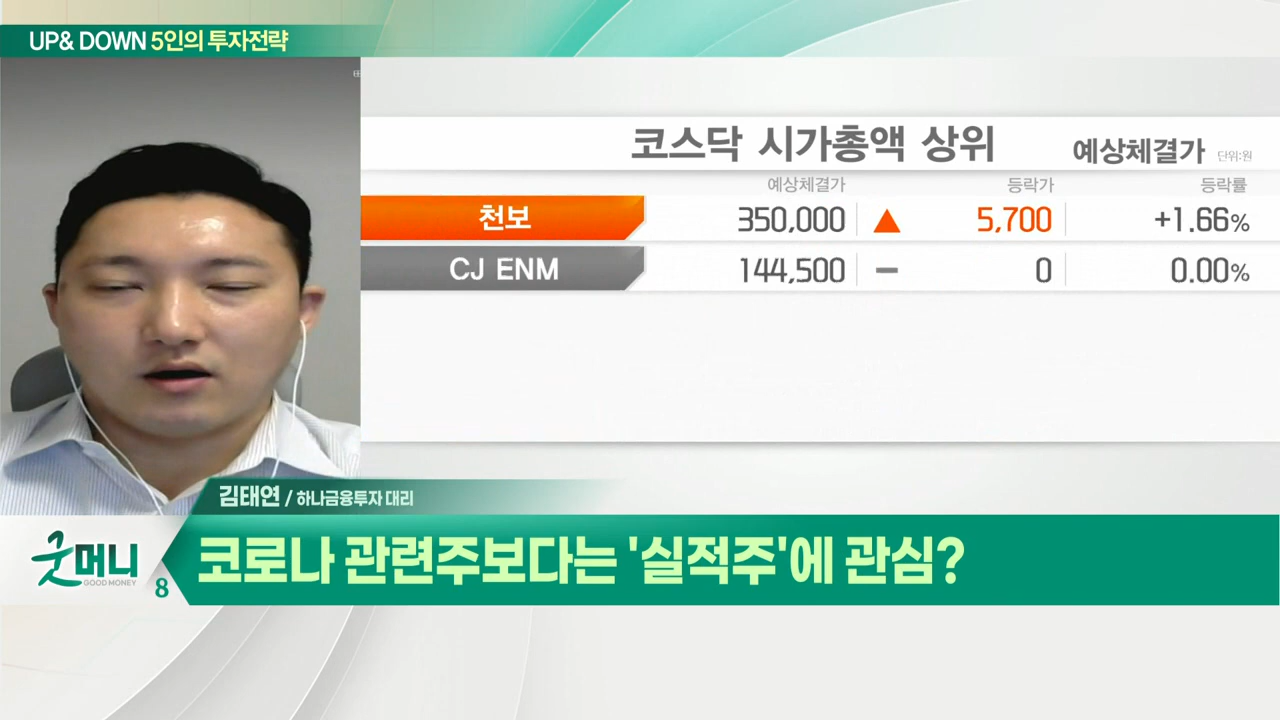 UP& DOWN 5인의 투자전략
코스닥 시가총액 상위 예상체결가 단위:원
예상체결가 등락가 등락률
천보 350,000 ▲ 5,700 +1.66%
CJ ENM 144,500 - 0 0.00%
김태연 / 하나금융투자 대리
굿머니
GOOD MONEY
8
코로나 관련주보다는 '실적주'에 관심?